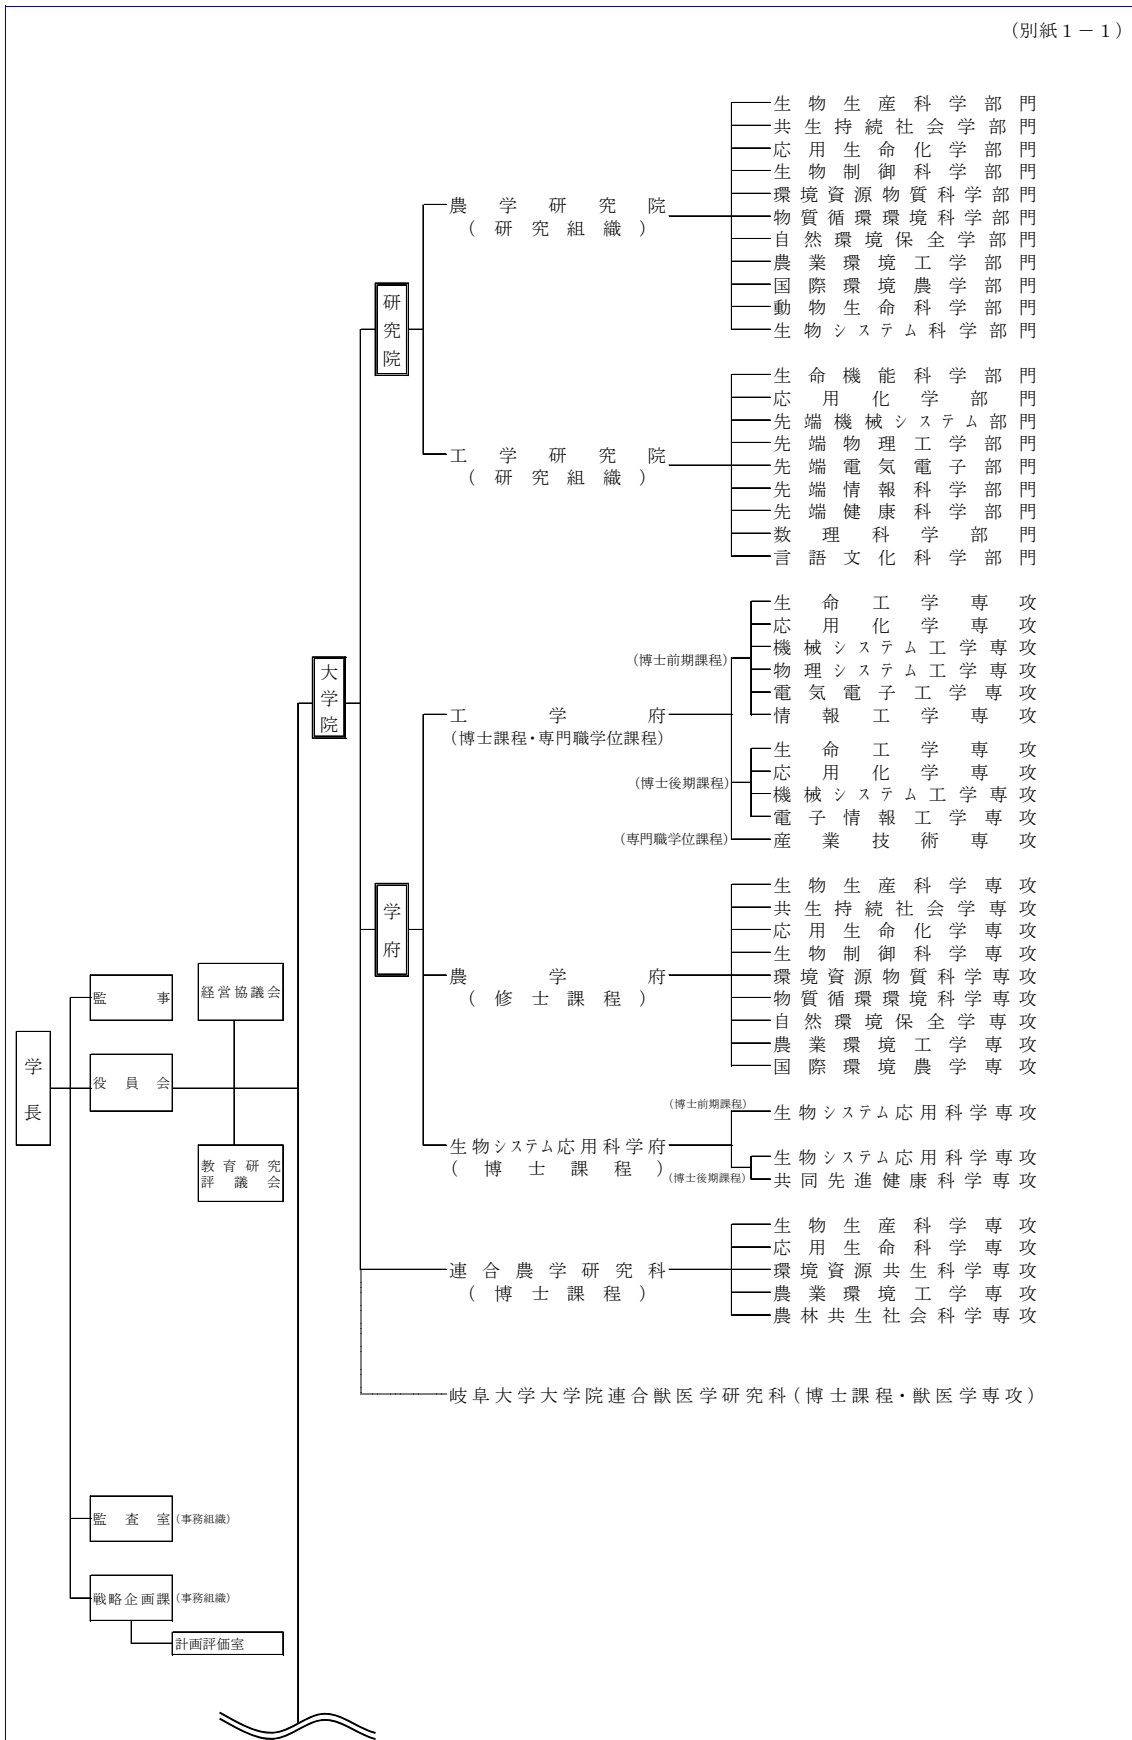 (別紙1-1)
生物生産科学部門
共生持続社会学部門
応用生命化学部門
生物制御科学部門
環境資源物質科学部門
物質循環環境科学部門
自然環境保全学部門
農業環境工学部門
国際環境農学部門
動物生命科学部門
生物システム科学部門
農学研究院
(研究組織)
研究院
生命機能科学部門
応用化学部門
先端機械システム部門
先端物理工学部門
先端電気電子部門
先端情報科学部門
先端健康科学部門
数理科学部門
言語文化科学部門
工学研究院
(研究組織)
大学院
生命工学専攻
応用化学専攻
機械システム工学専攻
物理システム工学専攻
電気電子工学専攻
情報工学専攻
(博士前期課程)
工学府
(博士課程・専門職学位課程)
生命工学専攻
応用化学専攻
機械システム工学専攻
電子情報工学専攻
(博士後期課程)
(専門職学位課程)
産業技術専攻
学府
生物生産科学専攻
共生持続社会学専攻
応用生命化学専攻
生物制御科学専攻
環境資源物質科学専攻
物質循環環境科学専攻
自然環境保全学専攻
農業環境工学専攻
国際環境農学専攻
農学府
(修士課程)
監事
経営協議会
学長
役員会
教育研究
評議会
(博士前期課程)
生物システム応用科学専攻
生物システム応用科学府
(博士課程)
(博士後期課程)
生物システム応用科学専攻
共同先進健康科学専攻
生物生産科学専攻
応用生命科学専攻
環境資源共生科学専攻
農業環境工学専攻
農林共生社会科学専攻
連合農学研究科
(博士課程)
岐阜大学大学院連合獣医学研究科(博士課程・獣医学専攻)
監査室(事務組織)
戦略企画課(事務組織)
計画評価室